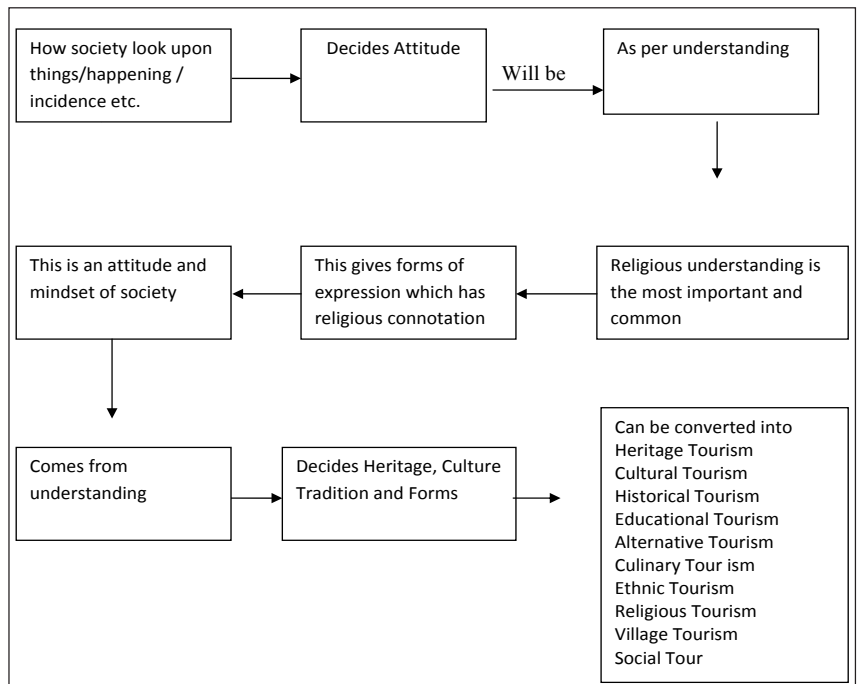 How society look upon
things/happening /
incidence etc.
Decides Attitude
Will be
As per understanding
Religious understanding is
the most important and
common
This gives forms of
expression which has
religious connotation
This is an attitude and
mindset of society
Comes from
understanding
Decides Heritage, Culture
Tradition and Forms
Can be converted into
Heritage Tourism
Cultural Tourism
Historical Tourism
Educational Tourism
Alternative Tourism
Culinary Tour ism
Ethnic Tourism
Religious Tourism
Village Tourism
Social Tour